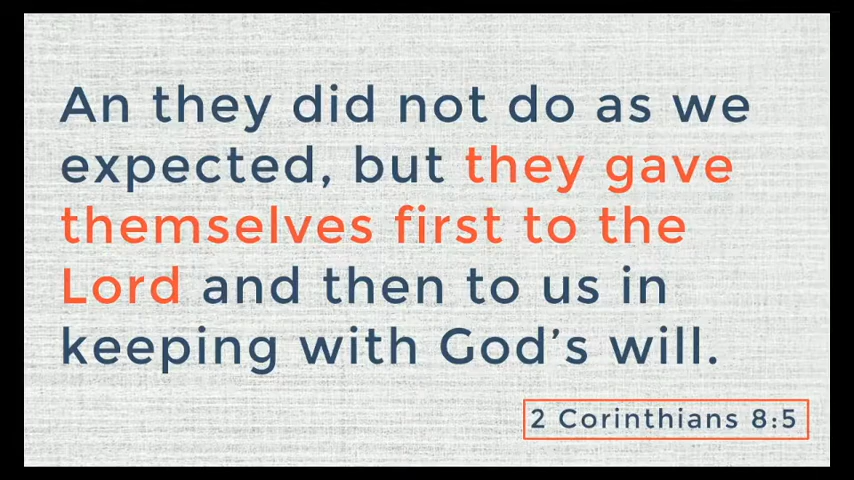 An they did not do as we
expected, but they gave
themselves first to the
Lord and then to us in
keeping with God’s will.
2 Corinthians 8:5